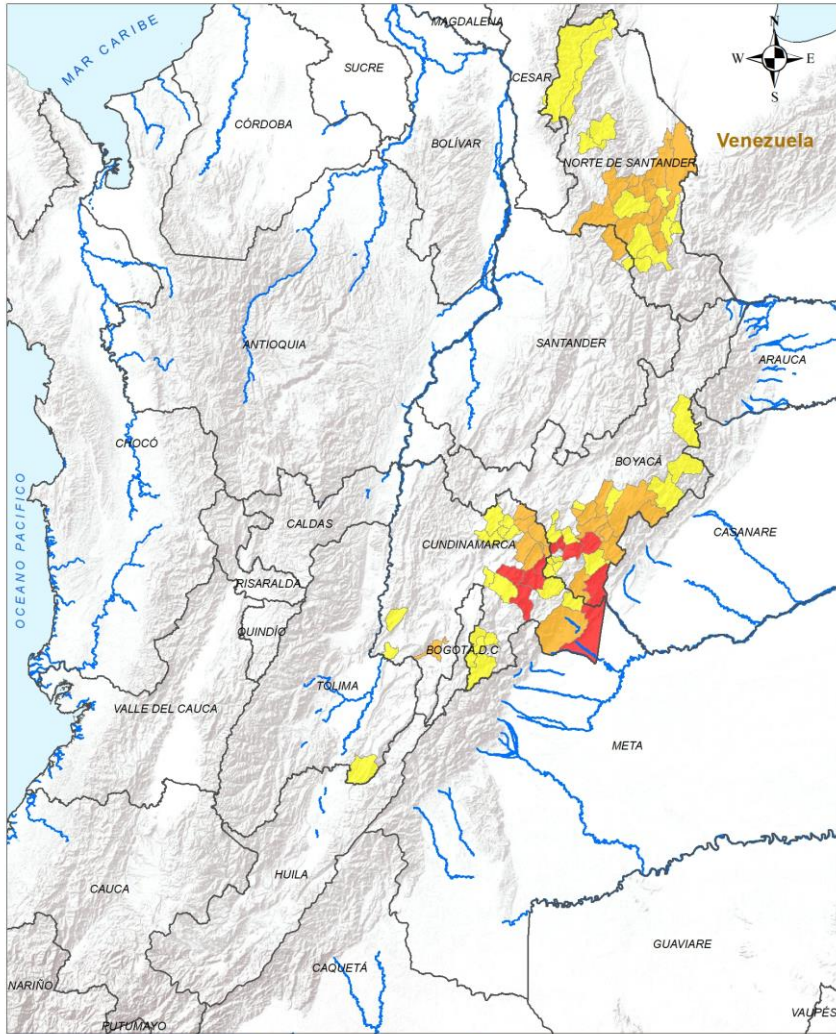 MAGDALENA
N
W E
S
MAR CARIBE
SUCRE
CESAR
CÓRDOBA
BOLÍVAR
Venezuela
NORTE DE SANTANDER
ANTIOQUIA
SANTANDER
ARAUCA
CHOCÓ
BOYACÁ
CALDAS
CASANARE
CUNDINAMARCA
RISARALDA
OCEANO PACIFICO
QUINDÍO
BOGOTÁ, D.C
TOLIMA
VALLE DEL CAUCA
META
HUILA
CAUCA
GUAVIARE
CAQUETÁ
NARIÑO
VAUPÉS
PUTUMAYO